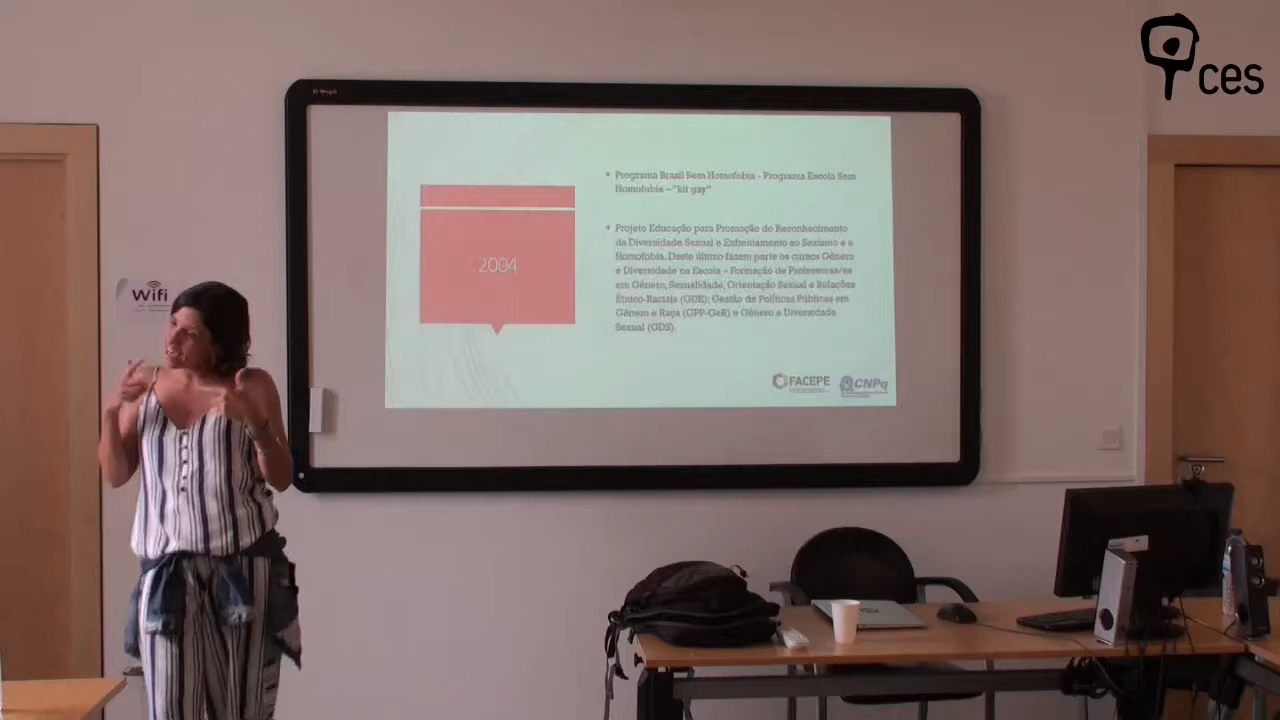 ces
Wifi
2004
• Programa Brasil Sem Homofobia - Programa Escola Sem
Homofobia – "kit gay"
• Projeto Educação para Promoção do Reconhecimento
da Diversidade Sexual e Enfrentamento ao Sexismo e a
Homofobia. Deste último fazem parte os cursos Gênero
e Diversidade na Escola – Formação de Professoras/es
em Gênero, Sexualidade, Orientação Sexual e Relações
Étnico-Raciais (GDE); Gestão de Políticas Públicas em
Gênero e Raça (GPP-GeR) e Gênero e Diversidade
Sexual (GDS).
FACEPE
CNPq